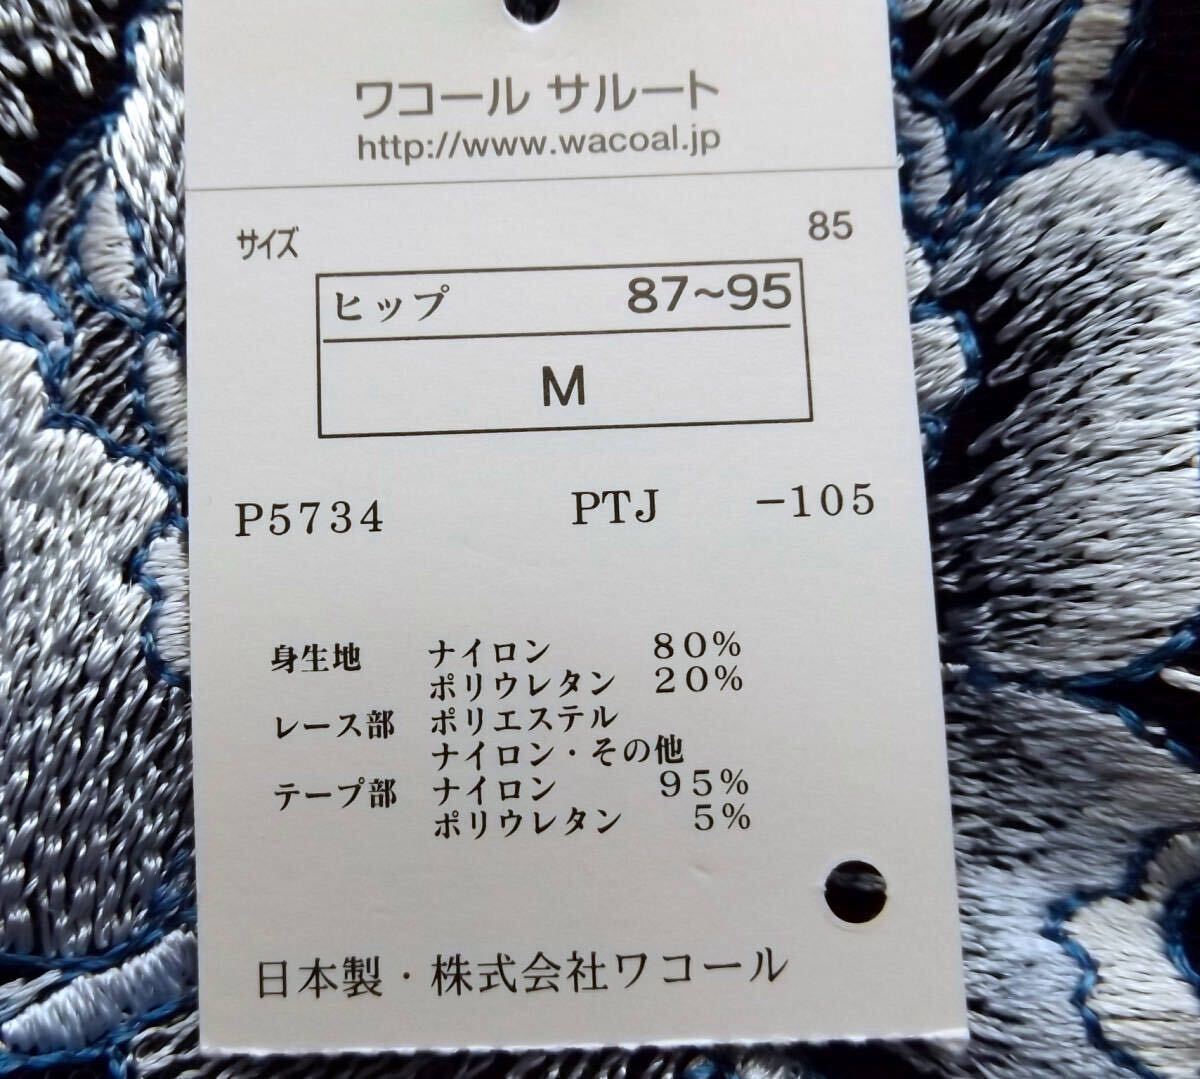 ワコール サルート
http://www.wacoal.jp
サイズ 85
ヒップ 87~95
M
P5734 PTJ -105
身生地 ナイロン 80%
ポリウレタン 20%
レース部 ポリエステル
ナイロン・その他
テープ部 ナイロン 95%
ポリウレタン 5%
日本製・株式会社ワコール